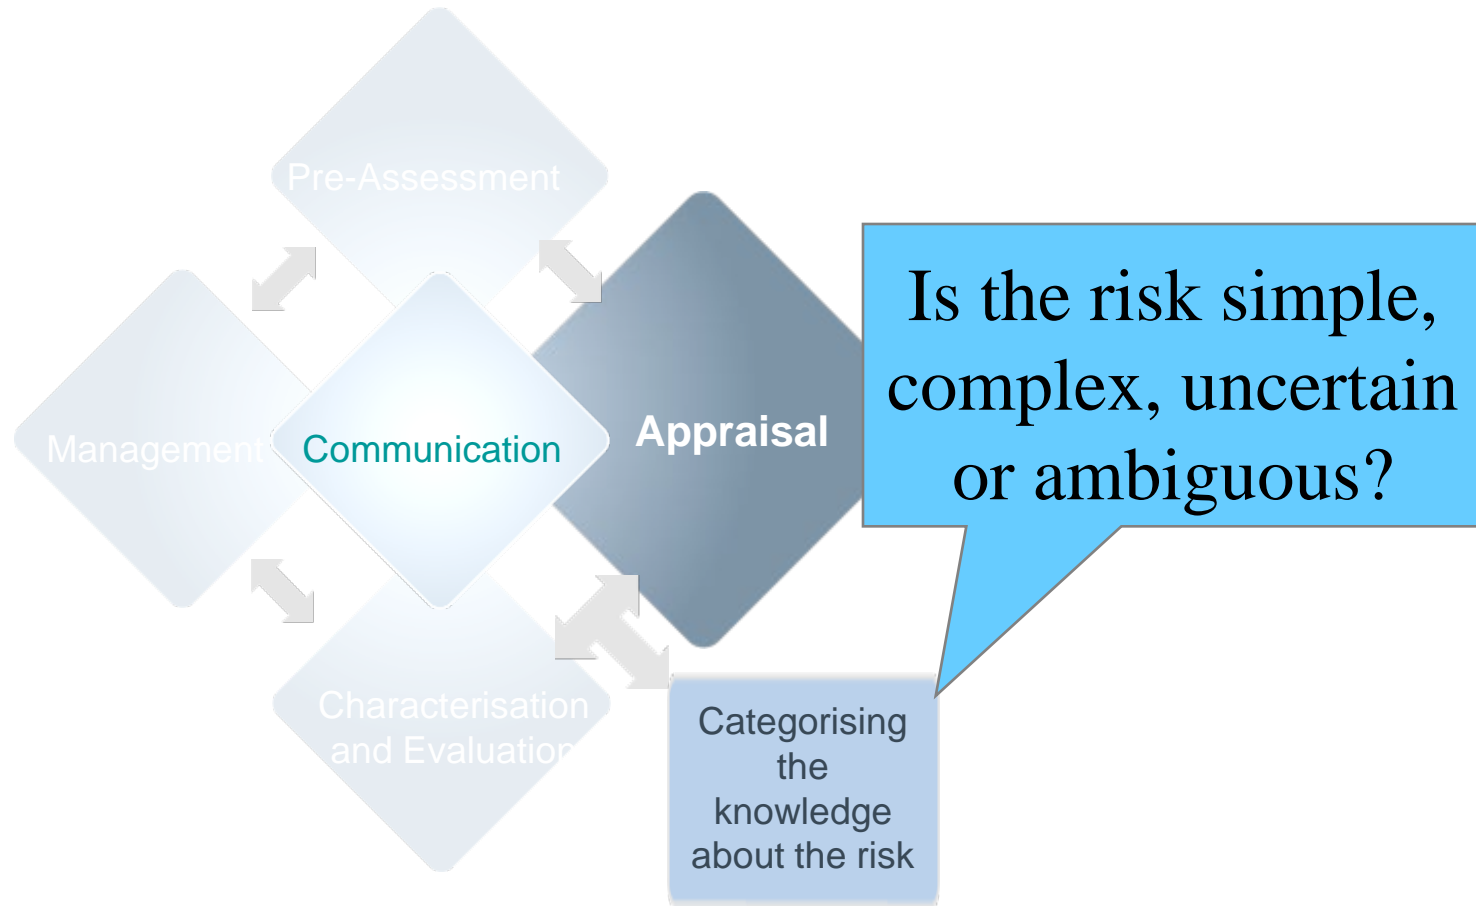 Pre-Assessment
Is the risk simple,
complex, uncertain
or ambiguous?
Management
Communication
Appraisal
Characterisation
and Evaluation
Categorising
the
knowledge
about the risk